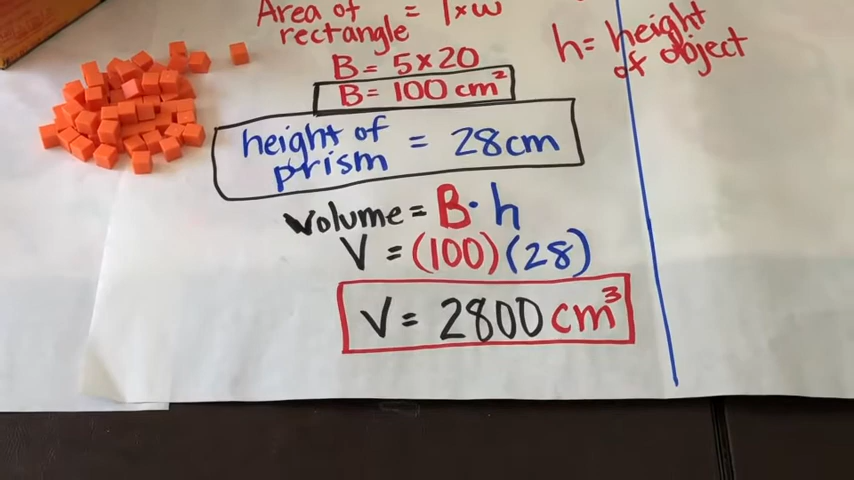 Area of = l×w
rectangle
B = 5×20
B = 100 cm²
h = height
of object
height of
prism = 28cm
Volume = B·h
V = (100)(28)
V = 2800 cm³